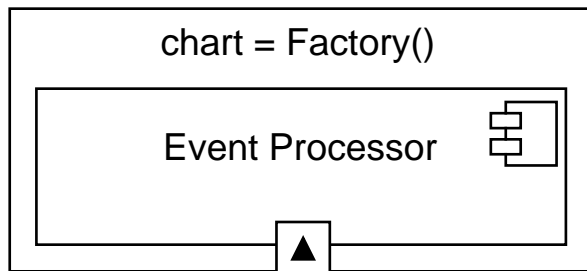 chart = Factory()
Event Processor